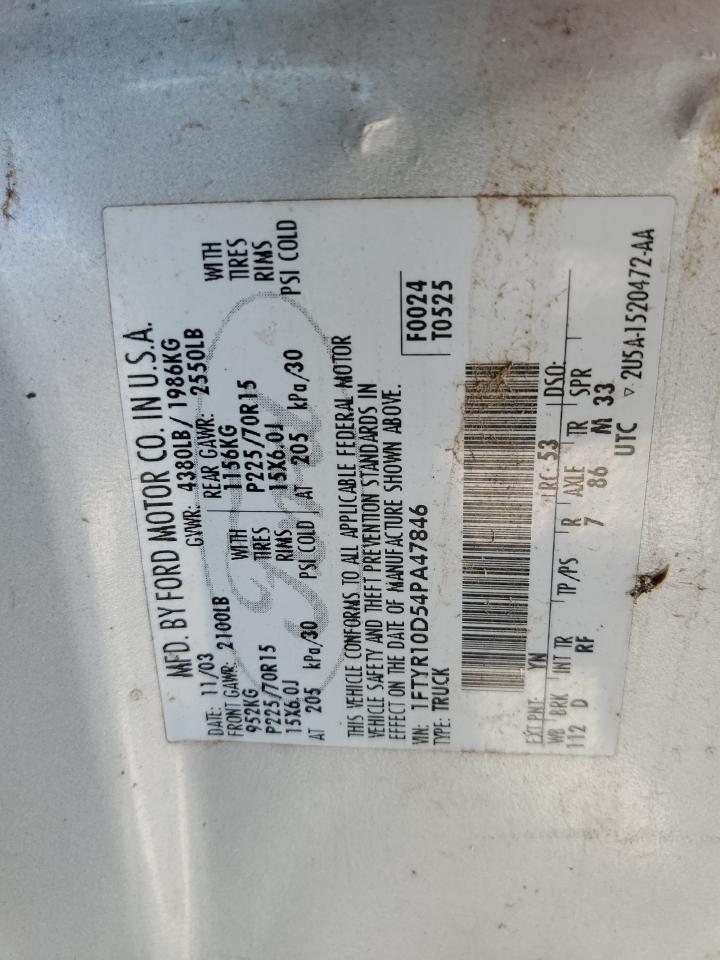 MFD. BY FORD MOTOR CO. IN U.S.A.
DATE: 11/03 GVWR: 4380LB/ 1986KG
FRONT GAWR: 2100LB REAR GAWR: 2550LB
952KG WITH 1156KG WITH
P225/70R15 TIRES P225/70R15 TIRES
15X6.0J RIMS 15X6.0J RIMS
AT 205 kPa/30 PSI COLD AT 205 kPa/30 PSI COLD
THIS VEHICLE CONFORMS TO ALL APPLICABLE FEDERAL MOTOR
VEHICLE SAFETY AND THEFT PREVENTION STANDARDS IN
EFFECT ON THE DATE OF MANUFACTURE SHOWN ABOVE.
VIN: 1FTYR10D54PA47846 F0024
TYPE: TRUCK T0525
EXT PNT: YN RC: 53 DSO:
WB BRK INT TR TP/PS R AXLE TR SPR
112 D RF 7 86 M 33
UTC ▽ 2U5A-1520472-AA
Ford